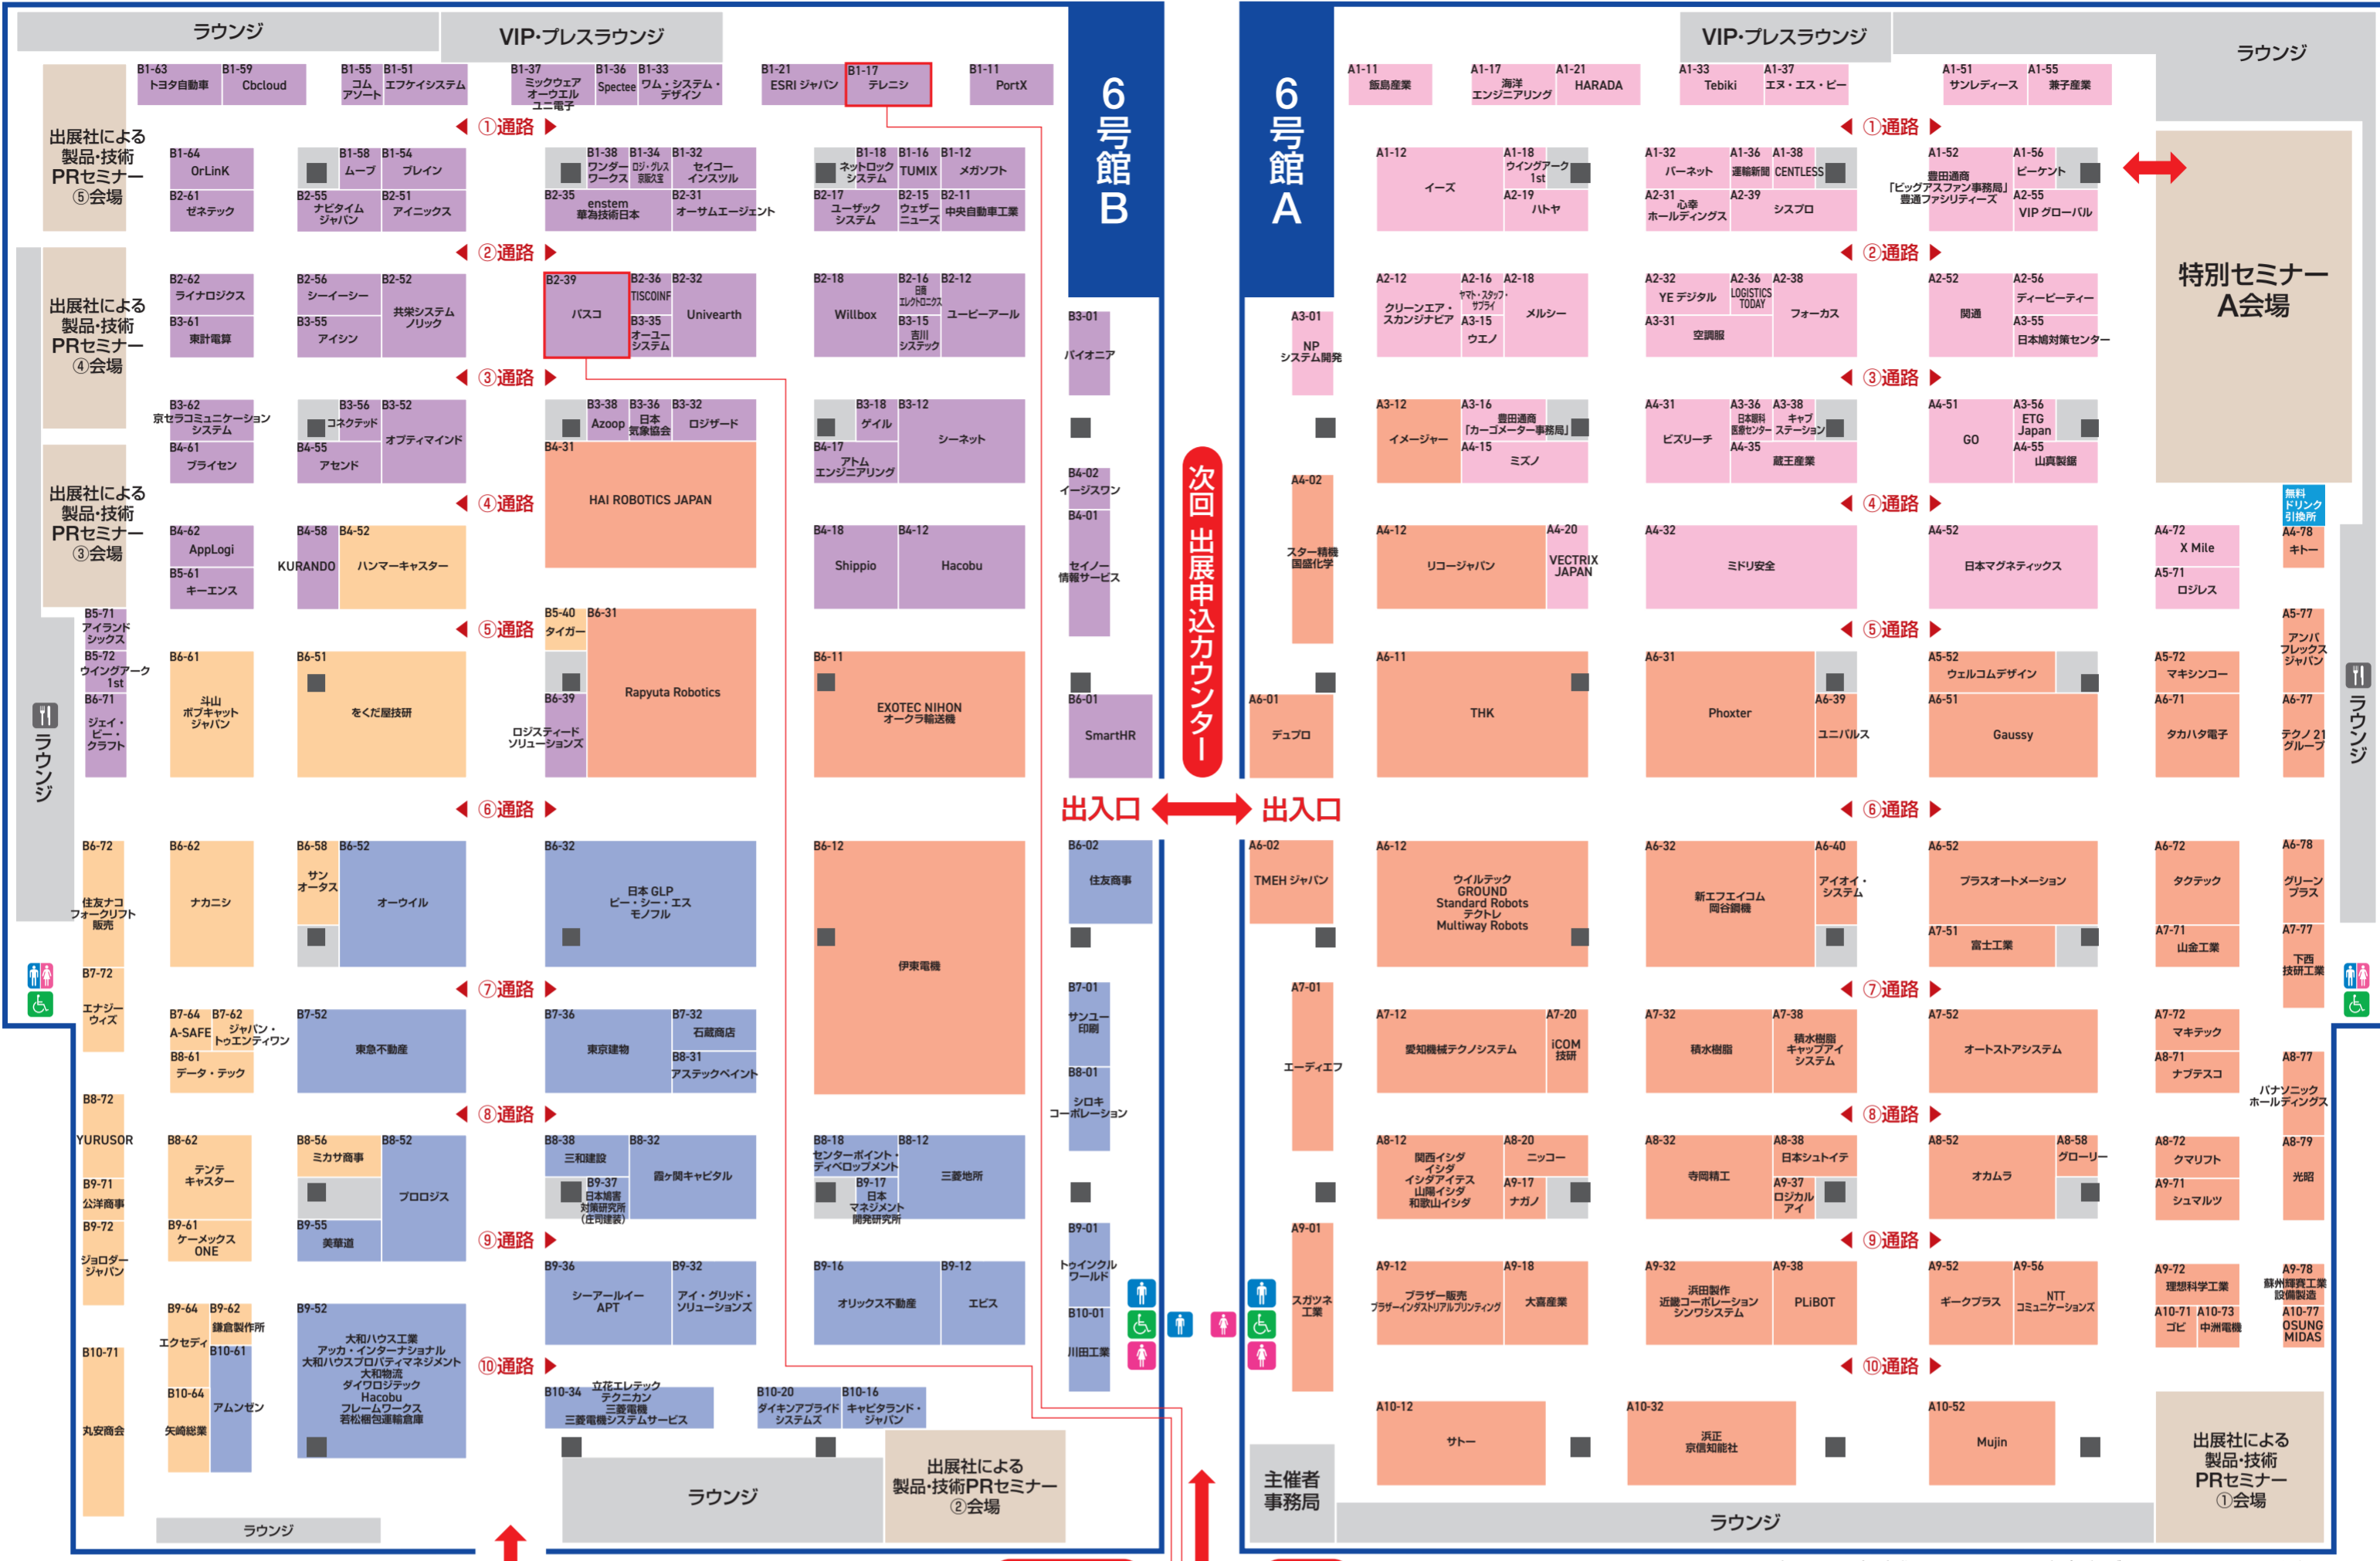 ラウンジ
VIP・プレスラウンジ
B1-63
トヨタ自動車
B1-59
Cbcloud
B1-55
コム
アソート
B1-51
エフケイシステム
B1-37
ミックウェア
オーウエル
ユニ電子
B1-36
Spectee
B1-33
ワム・システム・
デザイン
B1-21
ESRI ジャパン
B1-17
テレニシ
B1-11
PortX
出展社による
製品・技術
PRセミナー
⑤会場
①通路
B1-64
OrLinK
B2-61
ゼネテック
B1-58
ムーブ
B1-54
ブレイン
B2-55
ナビタイム
ジャパン
B2-51
アイニックス
B1-38
ワンダー
ワークス
B1-34
ロジ・グレス
京阪久宝
B1-32
セイコー
インスツル
B2-35
enstem
華為技術日本
B2-31
オーサムエージェント
B1-18
ネットロック
システム
B1-16
TUMIX
B1-12
メガソフト
B2-17
ユーザック
システム
B2-15
ウェザー
ニューズ
B2-11
中央自動車工業
②通路
出展社による
製品・技術
PRセミナー
④会場
B2-62
ライナロジクス
B3-61
東計電算
B2-56
シーイーシー
B3-55
アイシン
B2-52
共栄システム
ノリック
B2-39
パスコ
B2-36
TISCOINF
B3-35
オーユー
システム
B2-32
Univearth
B2-18
Willbox
B2-16
日商
エレクトロニクス
B3-15
吉川
システック
B2-12
ユーピーアール
B3-01
パイオニア
③通路
B3-62
京セラコミュニケーション
システム
B4-61
ブライセン
B3-56
コネクテッド
B3-52
オプティマインド
B4-55
アセンド
B3-38
Azoop
B3-36
日本
気象協会
B3-32
ロジザード
B4-31
HAI ROBOTICS JAPAN
B3-18
ゲイル
B3-12
シーネット
B4-17
アトム
エンジニアリング
B4-02
イージスワン
B4-01
セイノー
情報サービス
出展社による
製品・技術
PRセミナー
③会場
④通路
B4-62
AppLogi
B5-61
キーエンス
B4-58
KURANDO
B4-52
ハンマーキャスター
B4-18
Shippio
B4-12
Hacobu
B5-71
アイランド
シックス
B5-72
ウイングアーク
1st
B6-71
ジェイ・
ビー・
クラフト
⑤通路
B6-61
斗山
ボブキャット
ジャパン
B6-51
をくだ屋技研
B5-40
タイガー
B6-31
Rapyuta Robotics
B6-39
ロジスティード
ソリューションズ
B6-11
EXOTEC NIHON
オークラ輸送機
B6-01
SmartHR
ラウンジ
⑥通路
出入口
B6-72
住友ナコ
フォークリフト
販売
B6-62
ナカニシ
B6-58
サン
オータス
B6-52
オーウイル
B6-32
日本 GLP
ピー・シー・エス
モノフル
B6-12
伊東電機
B6-02
住友商事
⑦通路
B7-72
エナジー
ウィズ
B7-64
A-SAFE
B7-62
ジャパン・
トゥエンティワン
B8-61
データ・テック
B7-52
東急不動産
B7-36
東京建物
B7-32
石蔵商店
B8-31
アステックペイント
B7-01
サンユー
印刷
B8-01
シロキ
コーポレーション
⑧通路
B8-72
YURUSOR
B9-71
公洋商事
B9-72
ジョロダー
ジャパン
B8-62
テンテ
キャスター
B9-61
ケーメックス
ONE
B8-56
ミカサ商事
B8-52
プロロジス
B9-55
美華道
B8-38
三和建設
B8-32
霞ヶ関キャピタル
B9-37
日本鳩害
対策研究所
(庄司建装)
B8-18
センターポイント・
ディベロップメント
B8-12
三菱地所
B9-17
日本
マネジメント
開発研究所
⑨通路
B9-01
トゥインクル
ワールド
B10-01
川田工業
B9-64
エクセディ
B9-62
鎌倉製作所
B10-61
アムンゼン
B10-64
矢崎総業
B10-71
丸安商会
B9-52
大和ハウス工業
アッカ・インターナショナル
大和ハウスプロパティマネジメント
大和物流
ダイワロジテック
Hacobu
フレームワークス
若松梱包運輸倉庫
B9-36
シーアールイー
APT
B9-32
アイ・グリッド・
ソリューションズ
B9-16
オリックス不動産
B9-12
エビス
⑩通路
B10-34
立花エレテック
テクニカン
三菱電機
三菱電機システムサービス
B10-20
ダイキンアプライド
システムズ
B10-16
キャピタランド・
ジャパン
ラウンジ
出展社による
製品・技術PRセミナー
②会場
ラウンジ
6号館B
6号館A
次回 出展申込カウンター
VIP・プレスラウンジ
ラウンジ
A1-11
飯島産業
A1-17
海洋
エンジニアリング
A1-21
HARADA
A1-33
Tebiki
A1-37
エヌ・エス・ピー
A1-51
サンレディース
A1-55
兼子産業
①通路
A1-12
イーズ
A1-18
ウイングアーク
1st
A2-19
ハトヤ
A1-32
バーネット
A1-36
運輸新聞
A1-38
CENTLESS
A2-31
心幸
ホールディングス
A2-39
シスプロ
A1-52
豊田通商
「ビッグアスファン事務局」
豊通ファシリティーズ
A1-56
ピーケント
A2-55
VIP グローバル
②通路
特別セミナー
A会場
A3-01
NP
システム開発
A2-12
クリーンエア・
スカンジナビア
A2-16
ヤマト・スタッフ・
サプライ
A3-15
ウエノ
A2-18
メルシー
A2-32
YE デジタル
A2-36
LOGISTICS
TODAY
A2-38
フォーカス
A3-31
空調服
A2-52
関通
A2-56
ディーピーティー
A3-55
日本鳩対策センター
③通路
A3-12
イメージャー
A3-16
豊田通商
「カーゴメーター事務局」
A4-15
ミズノ
A4-31
ビズリーチ
A3-36
日本眼科
医療センター
A3-38
キャブ
ステーション
A4-35
蔵王産業
A4-51
GO
A3-56
ETG
Japan
A4-55
山真製鋸
A4-02
スター精機
国盛化学
④通路
無料
ドリンク
引換所
A4-12
リコージャパン
A4-20
VECTRIX
JAPAN
A4-32
ミドリ安全
A4-52
日本マグネティックス
A4-72
X Mile
A5-71
ロジレス
A4-78
キトー
⑤通路
A5-77
アンバ
フレックス
ジャパン
A6-01
デュプロ
A6-11
THK
A6-31
Phoxter
A6-39
ユニパルス
A5-52
ウェルコムデザイン
A6-51
Gaussy
A5-72
マキシンコー
A6-71
タカハタ電子
A6-77
テクノ 21
グループ
ラウンジ
出入口
⑥通路
A6-02
TMEH ジャパン
A6-12
ウイルテック
GROUND
Standard Robots
テクトレ
Multiway Robots
A6-32
新エフエイコム
岡谷鋼機
A6-40
アイオイ・
システム
A6-52
プラスオートメーション
A7-51
富士工業
A6-72
タクテック
A7-71
山金工業
A6-78
グリーン
プラス
A7-77
下西
技研工業
⑦通路
A7-01
エーディエフ
A7-12
愛知機械テクノシステム
A7-20
iCOM
技研
A7-32
積水樹脂
A7-38
積水樹脂
キャップアイ
システム
A7-52
オートストアシステム
A7-72
マキテック
A8-71
ナブテスコ
A8-77
パナソニック
ホールディングス
⑧通路
A8-12
関西イシダ
イシダ
イシダアイテス
山陽イシダ
和歌山イシダ
A8-20
ニッコー
A9-17
ナガノ
A8-32
寺岡精工
A8-38
日本シュトイテ
A9-37
ロジカル
アイ
A8-52
オカムラ
A8-58
グローリー
A8-72
クマリフト
A9-71
シュマルツ
A8-79
光昭
⑨通路
A9-01
スガツネ
工業
A9-12
ブラザー販売
ブラザーインダストリアルプリンティング
A9-18
大喜産業
A9-32
浜田製作
近畿コーポレーション
シンワシステム
A9-38
PLiBOT
A9-52
ギークプラス
A9-56
NTT
コミュニケーションズ
A9-72
理想科学工業
A10-71
ゴビ
A10-73
中洲電機
A9-78
蘇州輝賽工業
設備製造
A10-77
OSUNG
MIDAS
⑩通路
A10-12
サトー
A10-32
浜正
京信知能社
A10-52
Mujin
主催者
事務局
ラウンジ
出展社による
製品・技術
PRセミナー
①会場